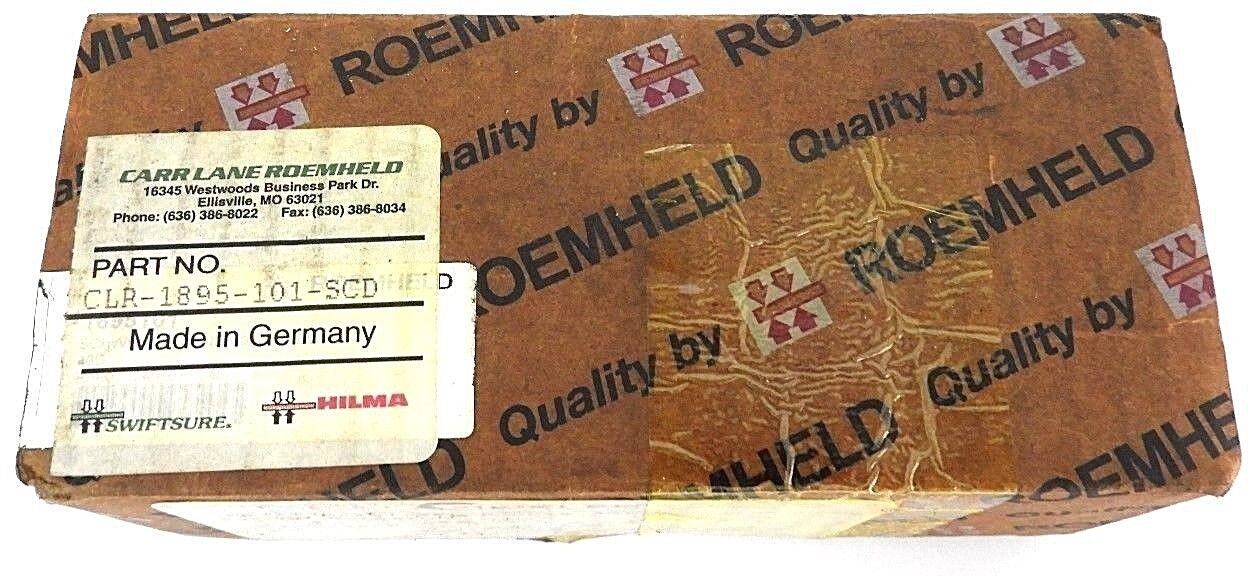 ROEMHELD
ROEMHELD
Quality by
Quality by
CARR LANE ROEMHELD
16345 Westwoods Business Park Dr.
Ellisville, MO 63021
Phone: (636) 386-8022 Fax: (636) 386-8034
PART NO.
CLR-1895-101-SCD
Made in Germany
SWIFTSURE®
HILMA
ROEMHELD
ROEMHELD
Quality by
Quality by
MHELD
ROEMHE